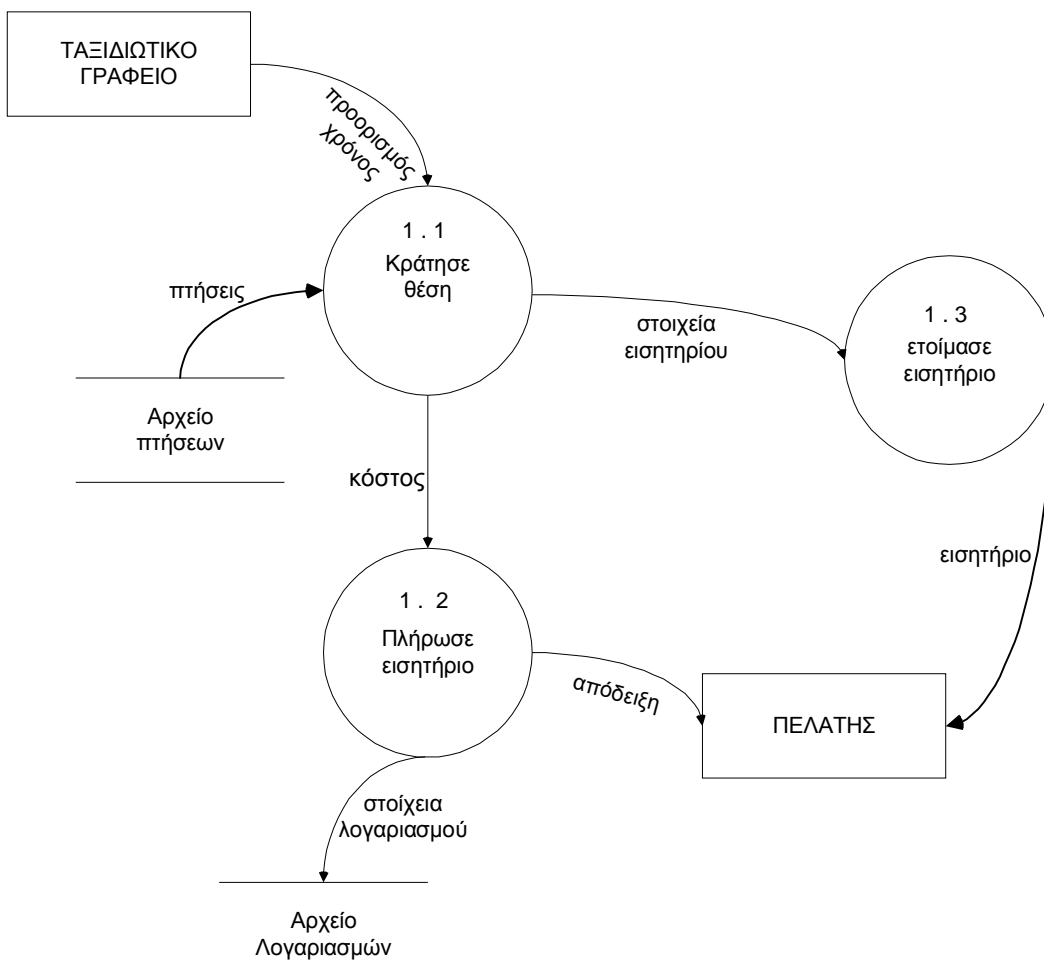 ΤΑΞΙΔΙΩΤΙΚΟ
ΓΡΑΦΕΙΟ
προορισμός
χρόνος
1 . 1
Κράτησε
θέση
πτήσεις
στοιχεία
εισητηρίου
1 . 3
ετοίμασε
εισητήριο
Αρχείο
πτήσεων
κόστος
εισητήριο
1 . 2
Πλήρωσε
εισητήριο
απόδειξη
ΠΕΛΑΤΗΣ
στοίχεια
λογαριασμού
Αρχείο
Λογαριασμών